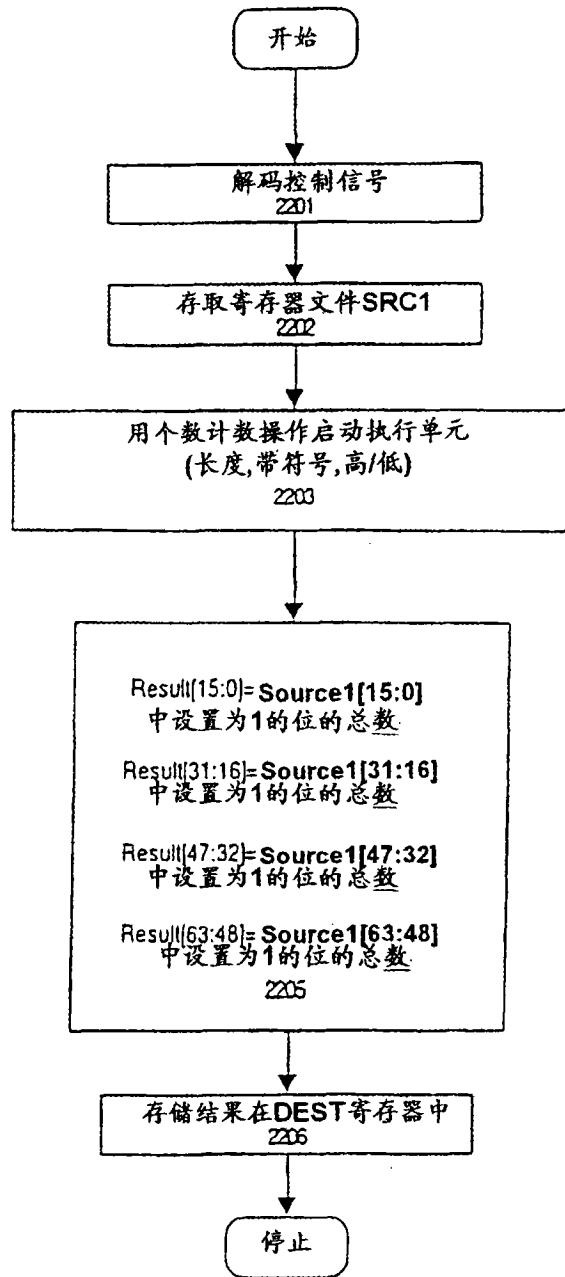 开始
解码控制信号
2201
存取寄存器文件SRC1
2202
用个数计数操作启动执行单元
(长度,带符号,高/低)
2203
Result(15:0)=Source1[15:0]
中设置为1的位的总数
Result(31:16)=Source1[31:16]
中设置为1的位的总数
Result(47:32)=Source1[47:32]
中设置为1的位的总数
Result(63:48)=Source1[63:48]
中设置为1的位的总数
2205
存储结果在DEST寄存器中
2206
停止